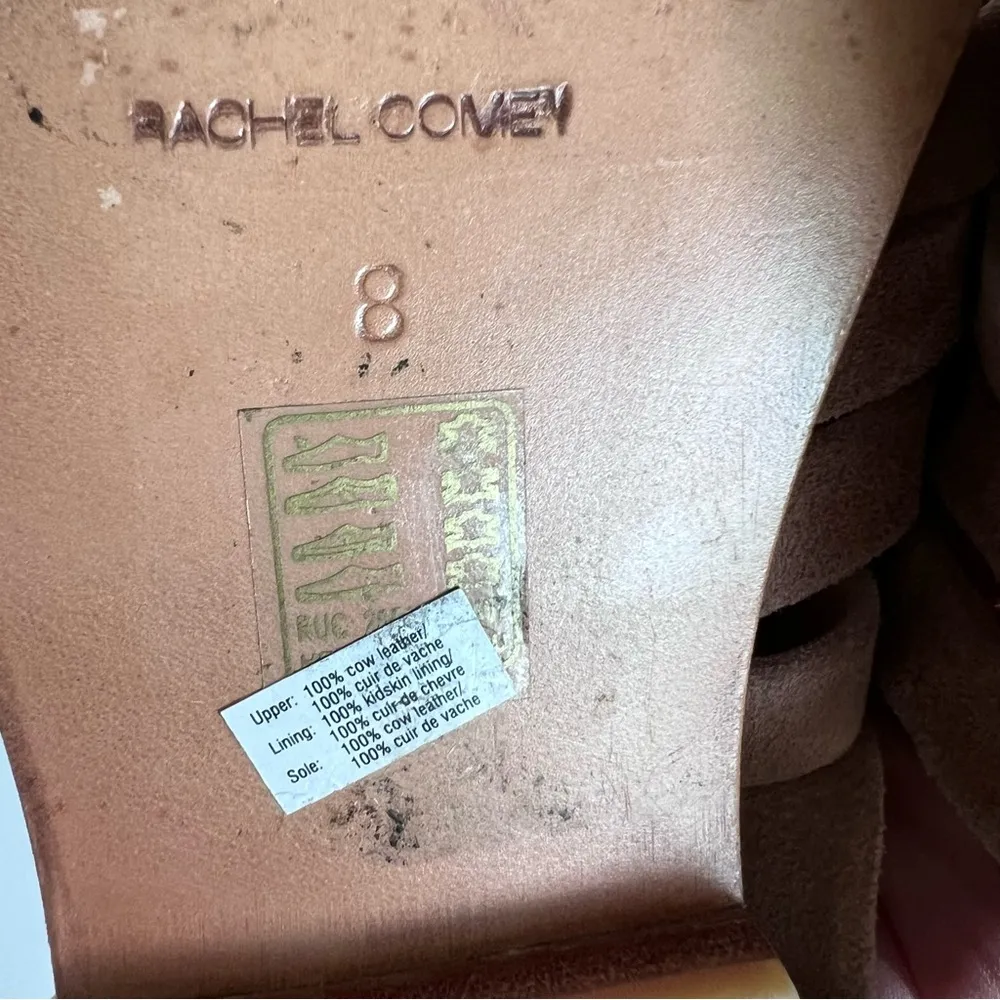 RACHEL COMEY
8
RUC
Upper: 100% cow leather/
100% cuir de vache
Lining: 100% kidskin lining/
100% cuir de chevre
Sole: 100% cow leather/
100% cuir de vache